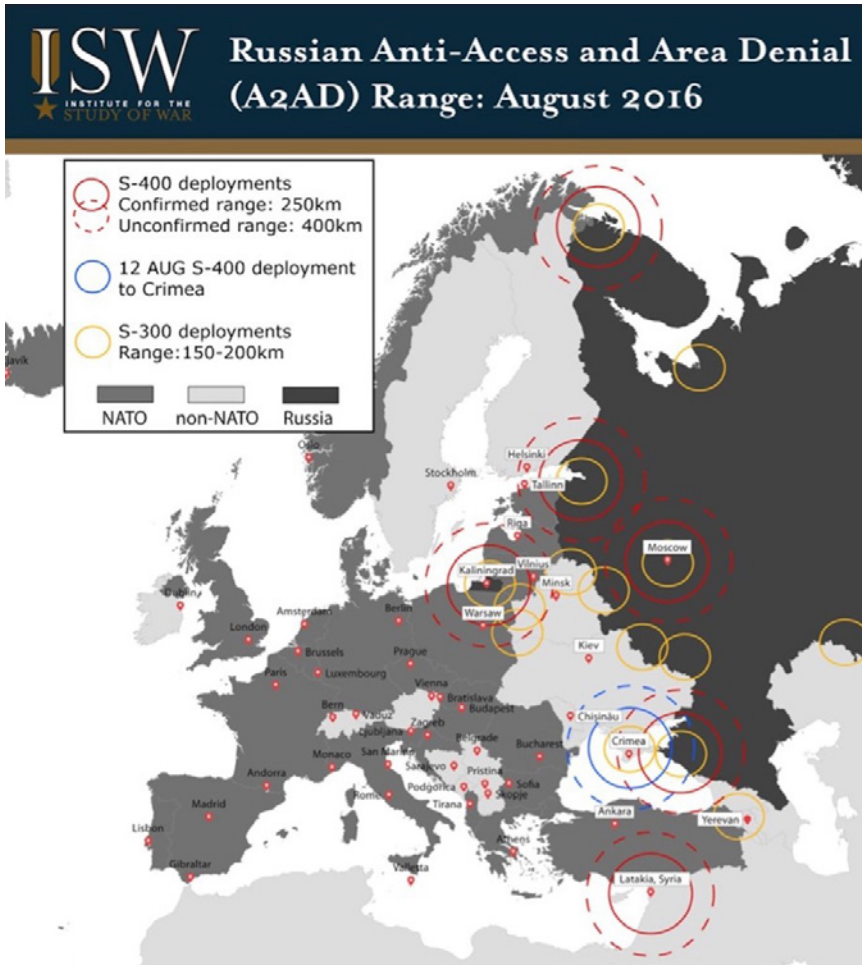 ISW
INSTITUTE FOR THE
STUDY OF WAR
Russian Anti-Access and Area Denial
(A2AD) Range: August 2016
S-400 deployments
Confirmed range: 250km
Unconfirmed range: 400km
12 AUG S-400 deployment
to Crimea
S-300 deployments
Range:150-200km
NATO
non-NATO
Russia
Oslo
Helsinki
Stockholm
Tallinn
Riga
Moscow
Kaliningrad
Vilnius
Minsk
Dublin
Amsterdam
Berlin
Warsaw
London
Brussels
Prague
Kiev
Paris
Luxembourg
Vienna
Bratislava
Budapest
Bern
Vaduz
Chișinău
Ljubljana
Zagreb
Crimea
Monaco
San Marino
Belgrade
Bucharest
Sarajevo
Pristina
Andorra
Podgorica
Sofia
Skopje
Rome
Tirana
Ankara
Yerevan
Madrid
Lisbon
Gibraltar
Athens
Valletta
Latakia, Syria